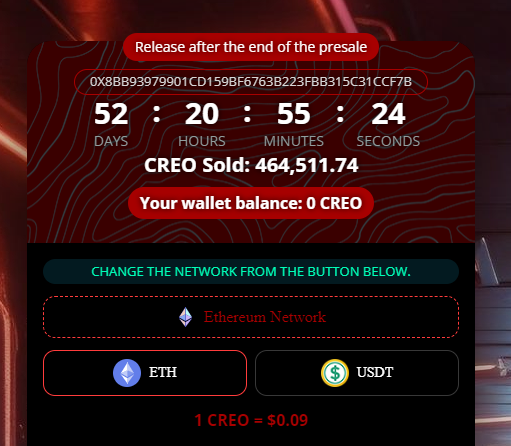 Release after the end of the presale
0X8BB93979901CD159BF6763B223FBB315C31CCF7B
52 : 20 : 55 : 24
DAYS HOURS MINUTES SECONDS
CREO Sold: 464,511.74
Your wallet balance: 0 CREO
CHANGE THE NETWORK FROM THE BUTTON BELOW.
Ethereum Network
ETH USDT
1 CREO = $0.09